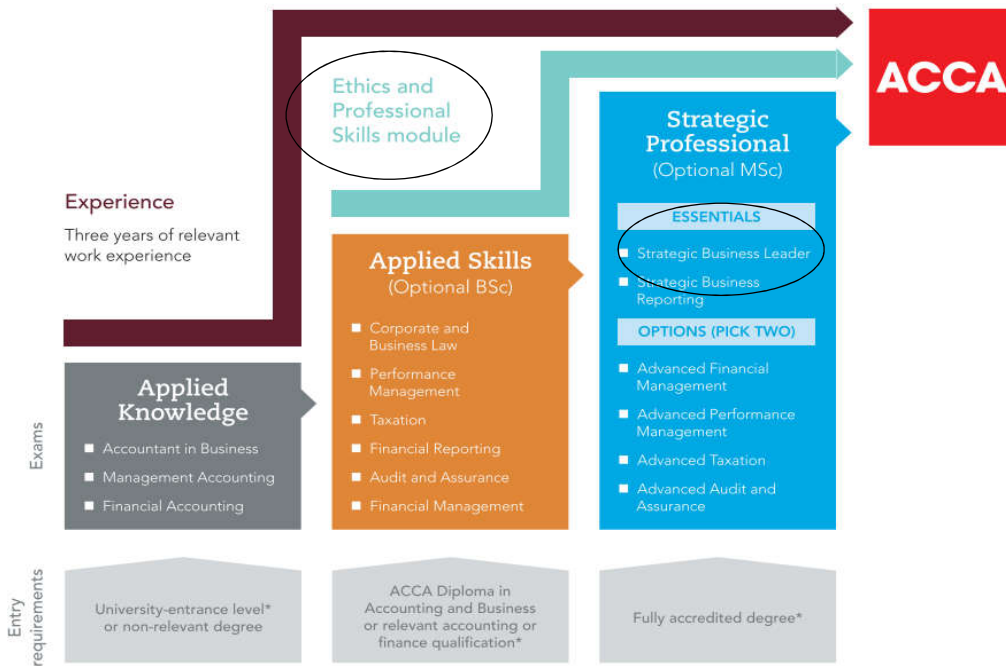 ACCA
Ethics and
Professional
Skills module
Strategic
Professional
(Optional MSc)
ESSENTIALS
Strategic Business Leader
Strategic Business
Reporting
OPTIONS (PICK TWO)
Advanced Financial
Management
Advanced Performance
Management
Advanced Taxation
Advanced Audit and
Assurance
Experience
Three years of relevant
work experience
Applied Skills
(Optional BSc)
Corporate and
Business Law
Performance
Management
Taxation
Financial Reporting
Audit and Assurance
Financial Management
Applied
Knowledge
Accountant in Business
Management Accounting
Financial Accounting
Exams
Entry
requirements
University-entrance level*
or non-relevant degree
ACCA Diploma in
Accounting and Business
or relevant accounting or
finance qualification*
Fully accredited degree*